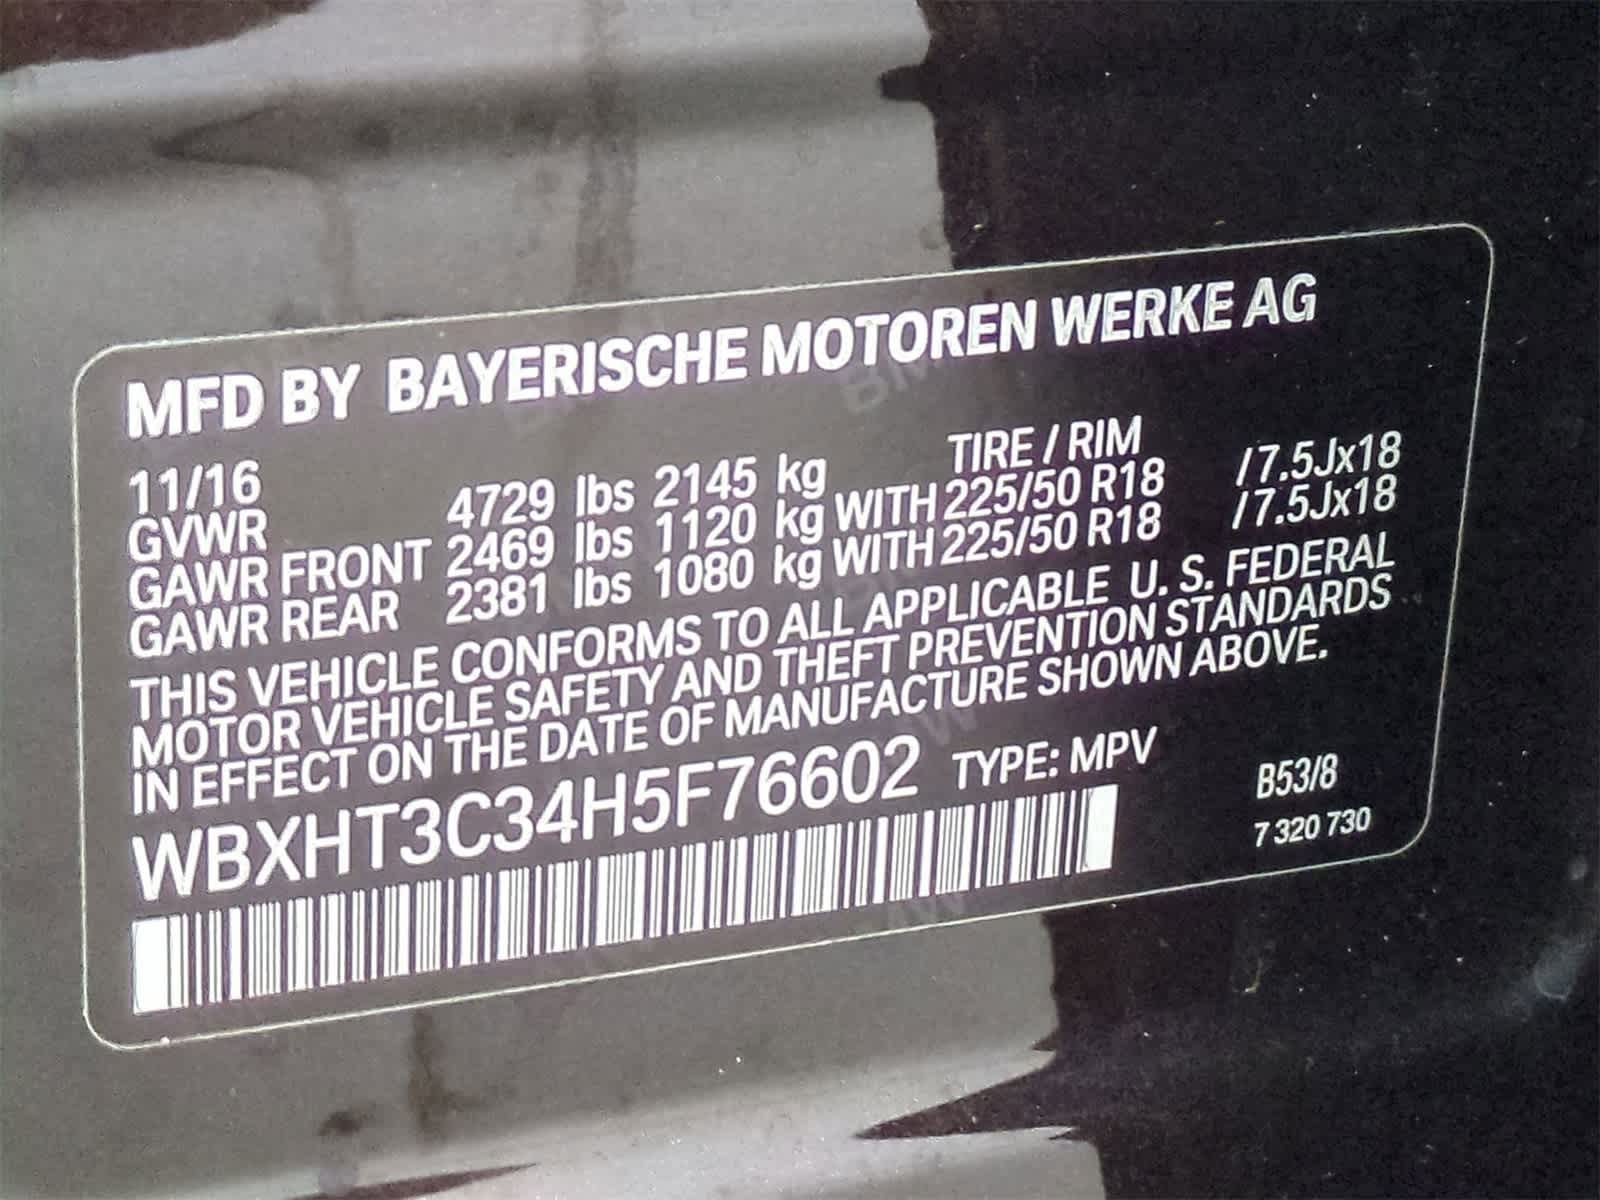 MFD BY BAYERISCHE MOTOREN WERKE AG
11/16 TIRE / RIM
GVWR 4729 lbs 2145 kg
GAWR FRONT 2469 lbs 1120 kg WITH 225/50 R18 /7.5Jx18
GAWR REAR 2381 lbs 1080 kg WITH 225/50 R18 /7.5Jx18
THIS VEHICLE CONFORMS TO ALL APPLICABLE U. S. FEDERAL
MOTOR VEHICLE SAFETY AND THEFT PREVENTION STANDARDS
IN EFFECT ON THE DATE OF MANUFACTURE SHOWN ABOVE.
WBXHT3C34H5F76602 TYPE: MPV B53/8
7 320 730